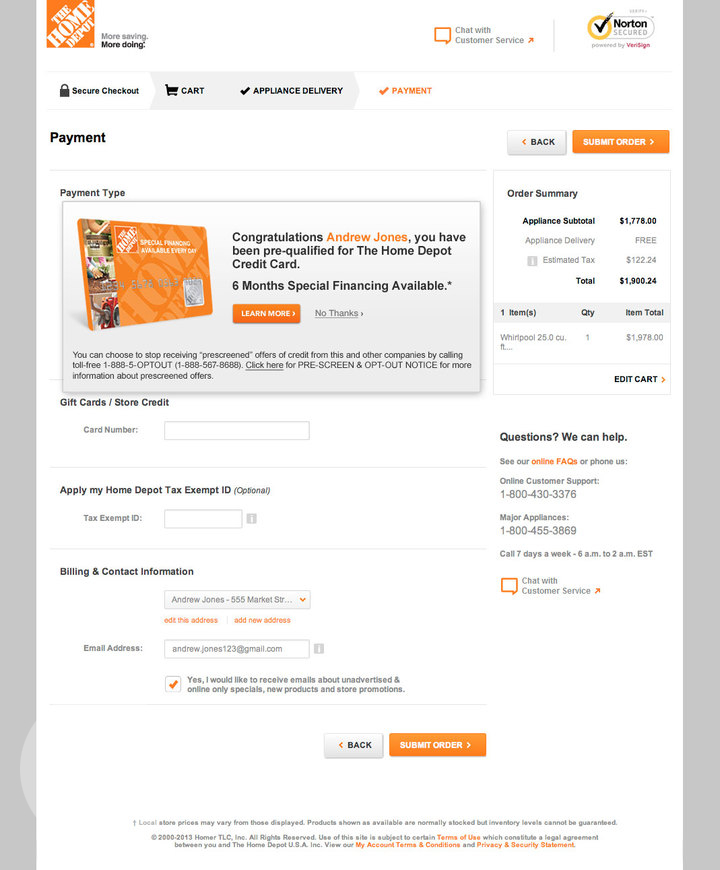 THE HOME DEPOT
More saving.
More doing.
Chat with
Customer Service
Norton
SECURED
powered by VeriSign
Secure Checkout
CART
APPLIANCE DELIVERY
PAYMENT
Payment
BACK
SUBMIT ORDER
Payment Type
THE HOME DEPOT
SPECIAL FINANCING
AVAILABLE EVERY DAY
Congratulations Andrew Jones, you have
been pre-qualified for The Home Depot
Credit Card.
6 Months Special Financing Available.*
LEARN MORE
No Thanks
You can choose to stop receiving “prescreened” offers of credit from this and other companies by calling
toll-free 1-888-5-OPTOUT (1-888-567-8688). Click here for PRE-SCREEN & OPT-OUT NOTICE for more
information about prescreened offers.
Gift Cards / Store Credit
Card Number:
Apply my Home Depot Tax Exempt ID (Optional)
Tax Exempt ID:
Billing & Contact Information
Andrew Jones - 555 Market Str...
edit this address
add new address
Email Address:
andrew.jones123@gmail.com
Yes, I would like to receive emails about unadvertised &
online only specials, new products and store promotions.
BACK
SUBMIT ORDER
Order Summary
Appliance Subtotal $1,778.00
Appliance Delivery FREE
Estimated Tax $122.24
Total $1,900.24
1 Item(s) Qty Item Total
Whirlpool 25.0 cu. 1 $1,978.00
ft....
EDIT CART
Questions? We can help.
See our online FAQs or phone us:
Online Customer Support:
1-800-430-3376
Major Appliances:
1-800-455-3869
Call 7 days a week - 6 a.m. to 2 a.m. EST
Chat with
Customer Service
† Local store prices may vary from those displayed. Products shown as available are normally stocked but inventory levels cannot be guaranteed.
© 2000-2013 Homer TLC, Inc. All Rights Reserved. Use of this site is subject to certain Terms of Use which constitute a legal agreement
between you and The Home Depot U.S.A. Inc. View our My Account Terms & Conditions and Privacy & Security Statement.